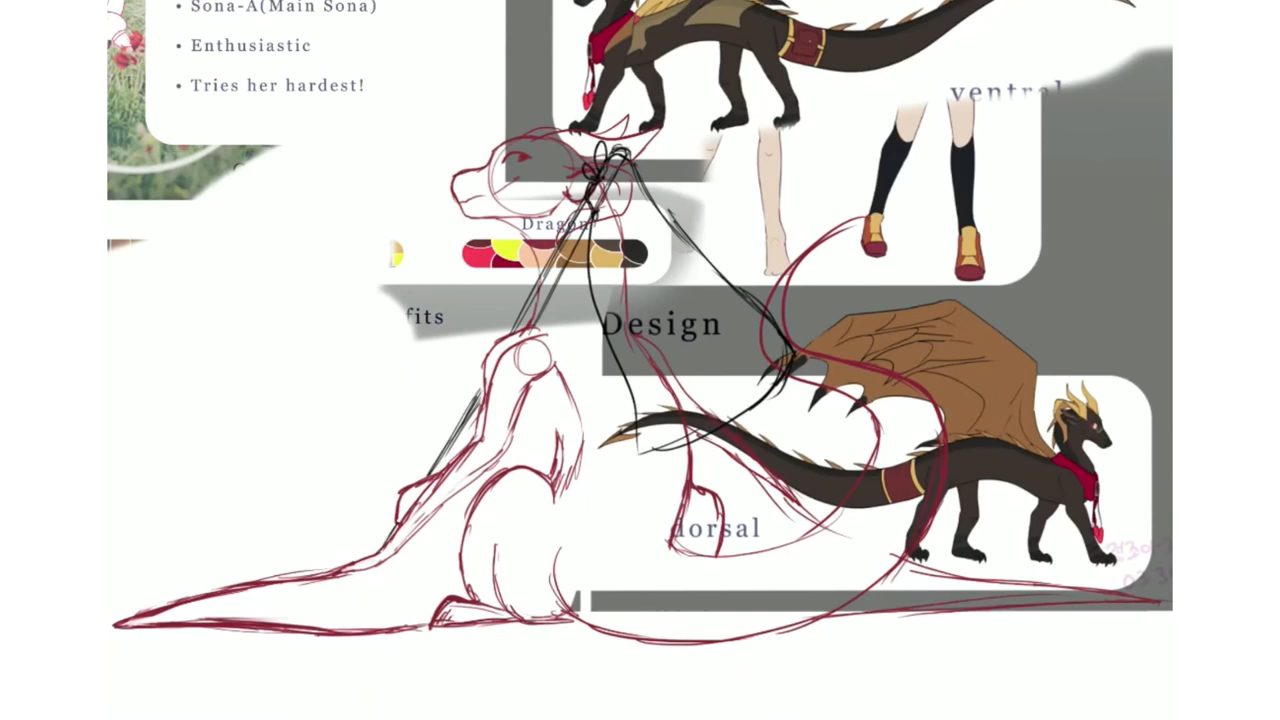 • Sona-A(Main Sona)
• Enthusiastic
• Tries her hardest!
ventral
Dragon
fits
Design
dorsal